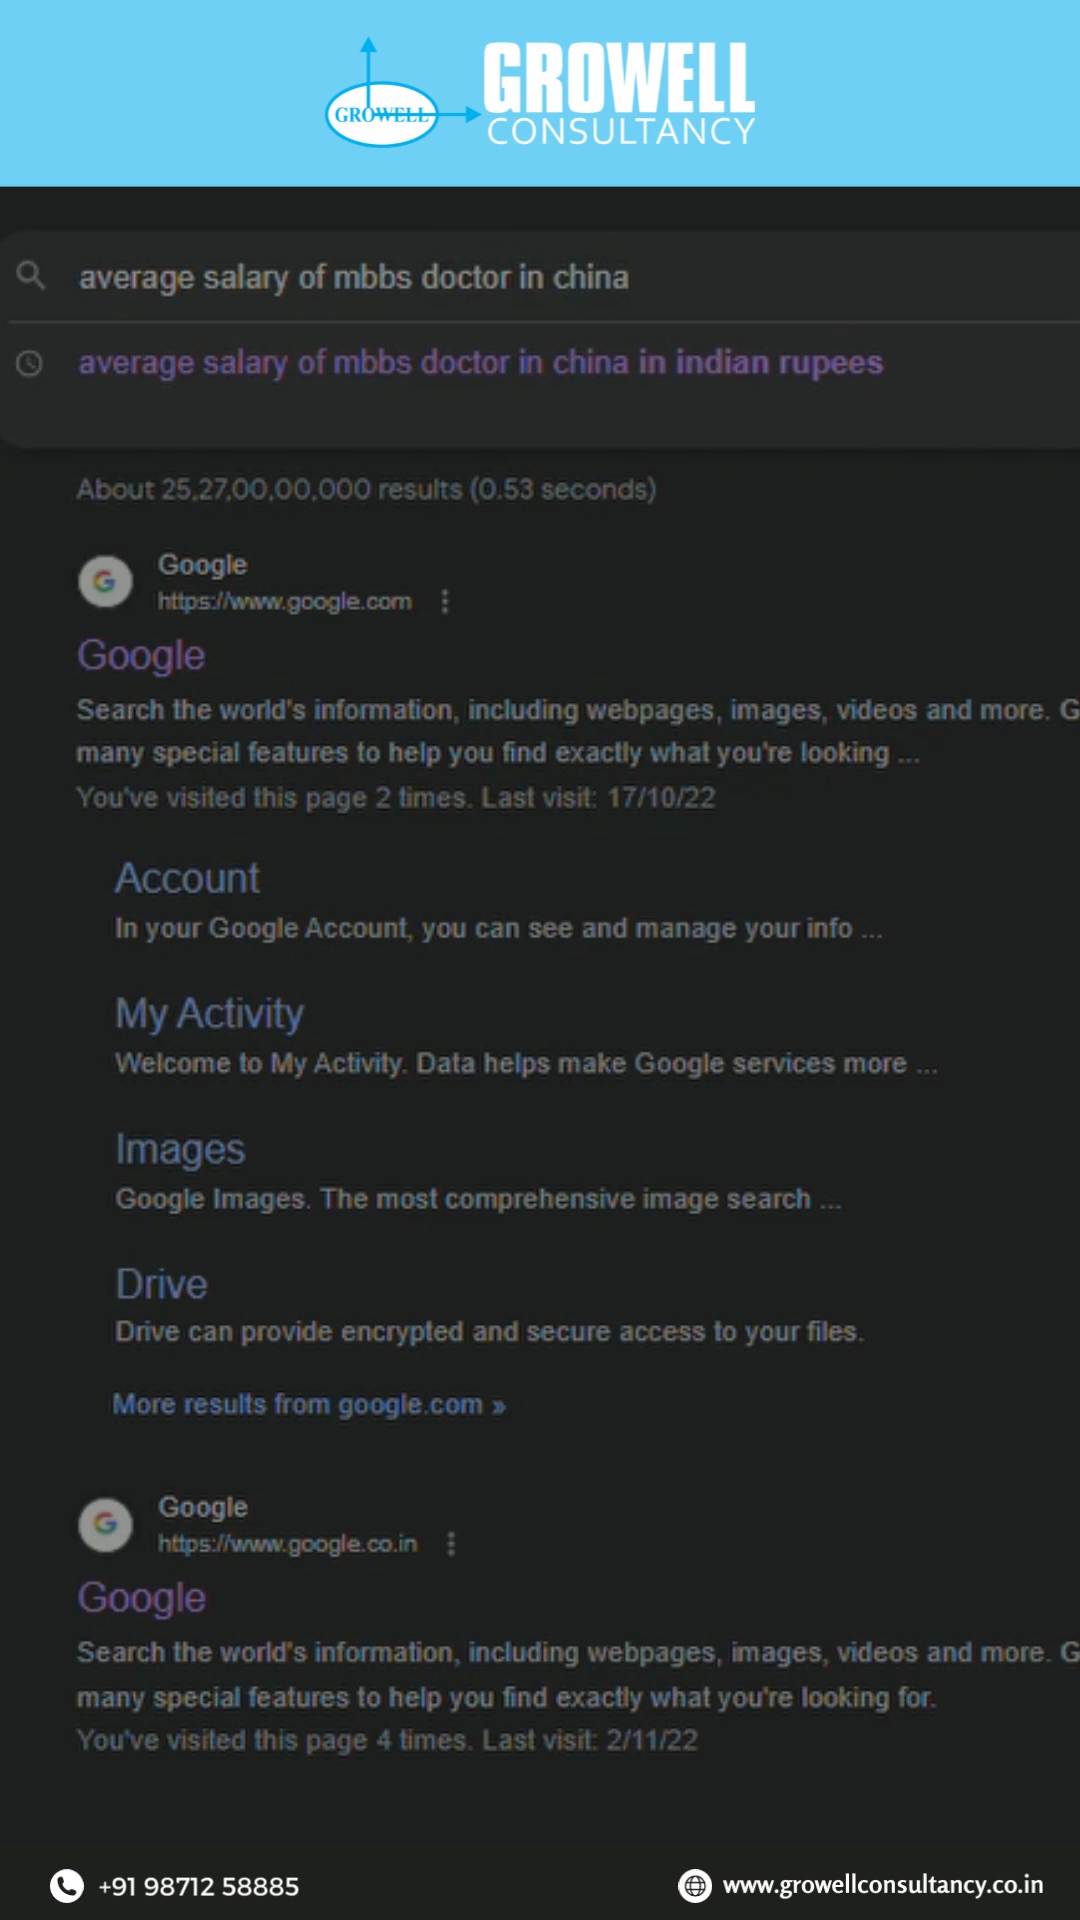 GROWELL
GROWELL
CONSULTANCY
average salary of mbbs doctor in china
average salary of mbbs doctor in china in indian rupees
About 25,27,00,00,000 results (0.53 seconds)
G
Google
https://www.google.com
Google
Search the world's information, including webpages, images, videos and more. G
many special features to help you find exactly what you're looking ...
You've visited this page 2 times. Last visit: 17/10/22
Account
In your Google Account, you can see and manage your info ...
My Activity
Welcome to My Activity. Data helps make Google services more ...
Images
Google Images. The most comprehensive image search ...
Drive
Drive can provide encrypted and secure access to your files.
More results from google.com »
G
Google
https://www.google.co.in
Google
Search the world's information, including webpages, images, videos and more. G
many special features to help you find exactly what you're looking for.
You've visited this page 4 times. Last visit: 2/11/22
+91 98712 58885
www.growellconsultancy.co.in